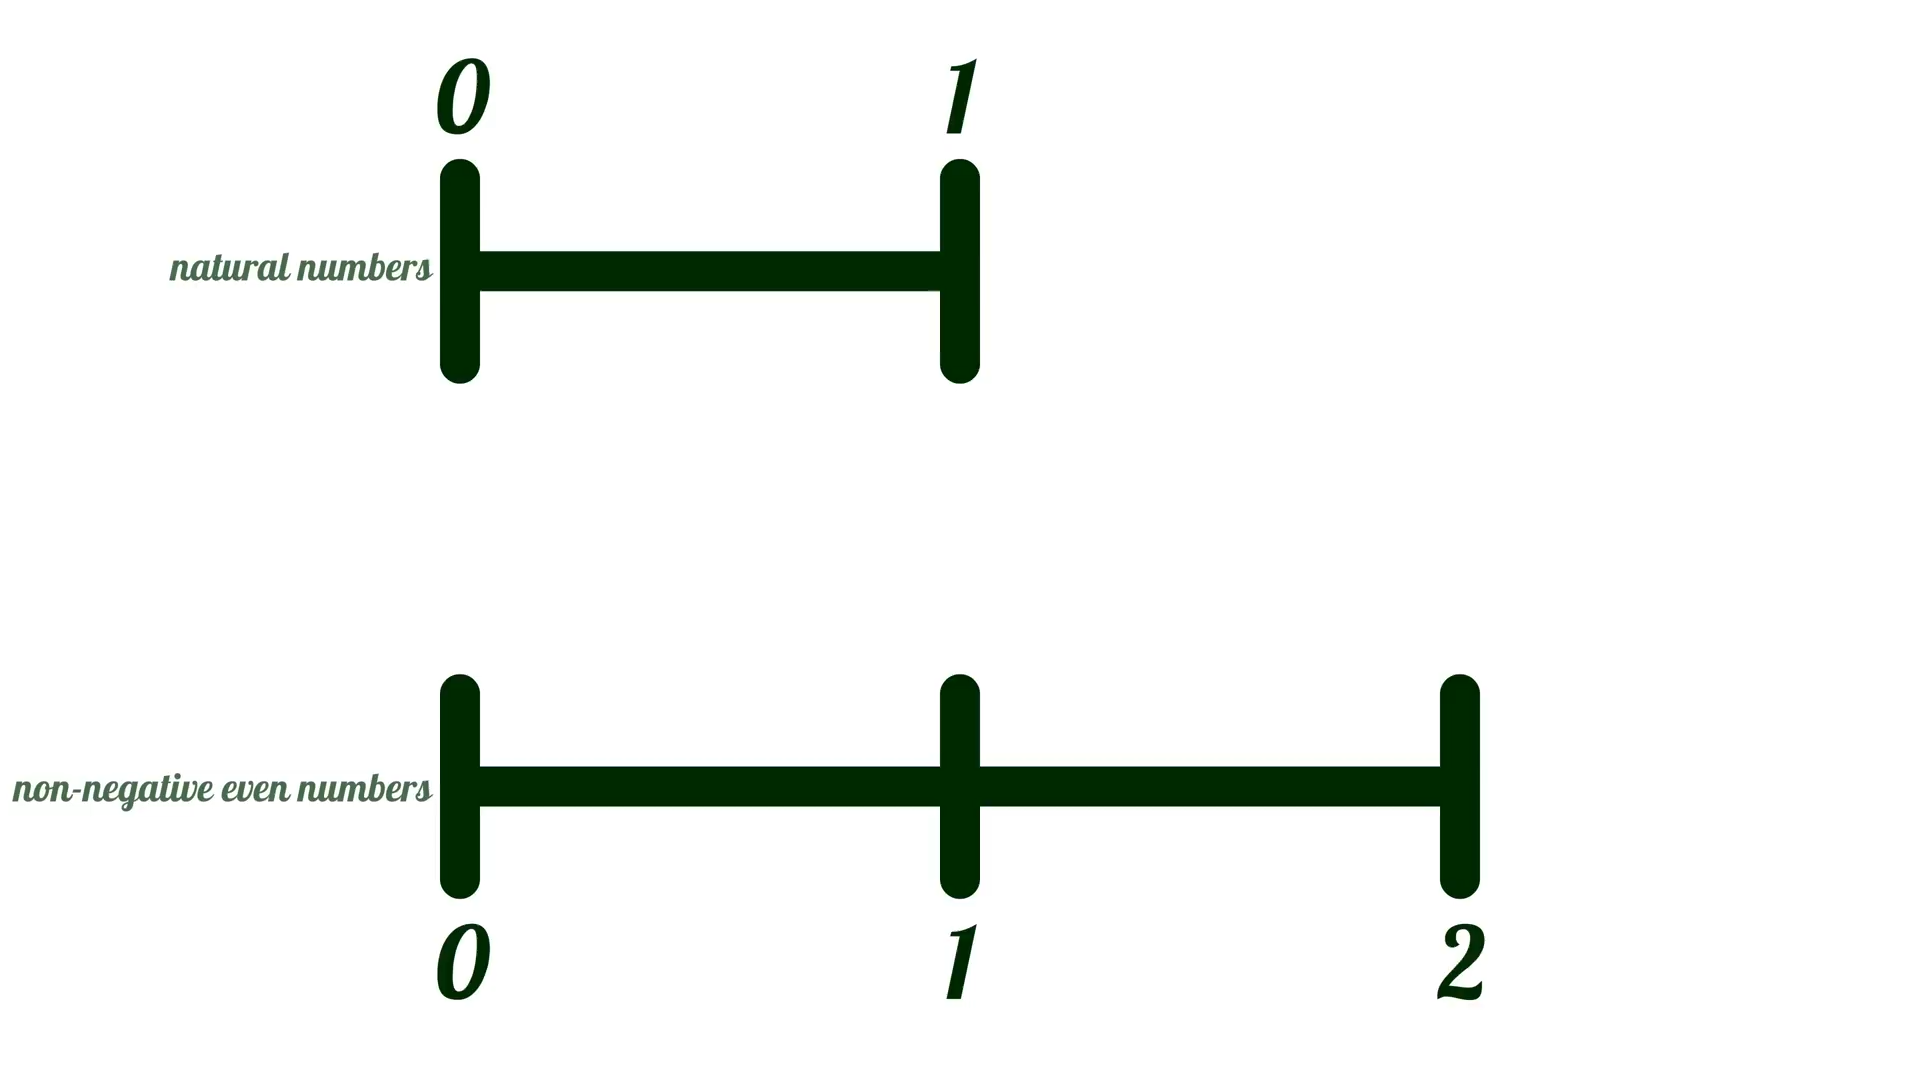 0 1
natural numbers
non-negative even numbers
0 1 2